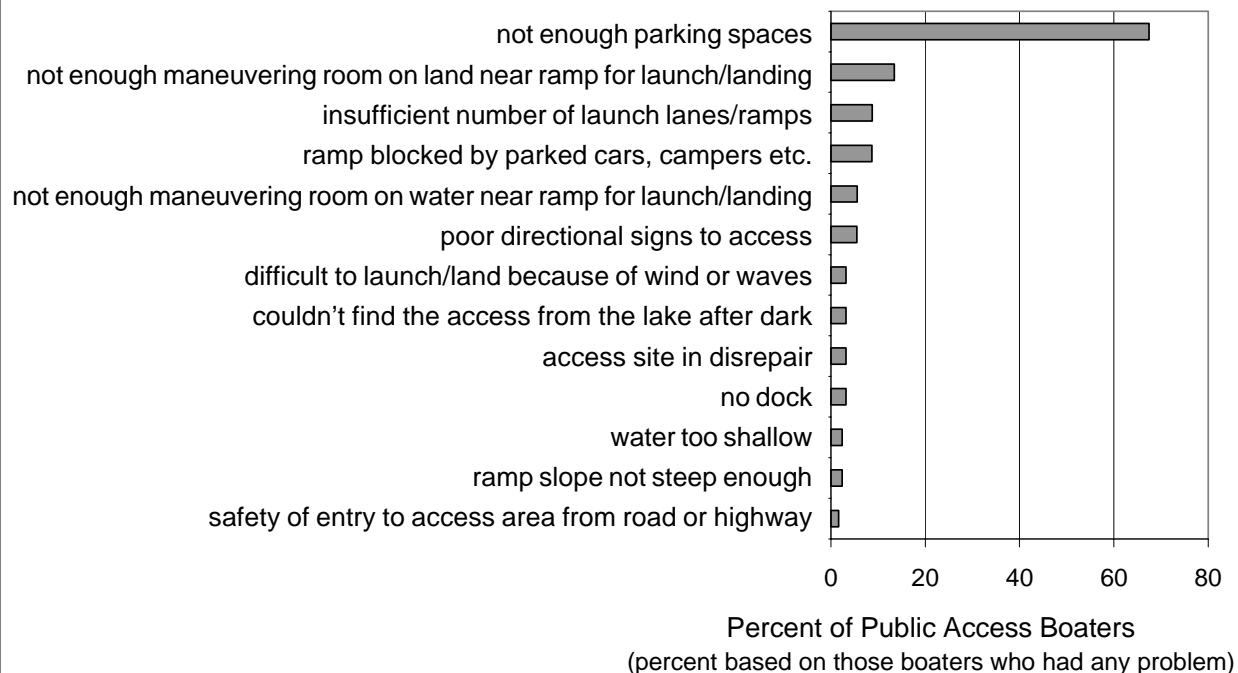 not enough parking spaces
not enough maneuvering room on land near ramp for launch/landing
insufficient number of launch lanes/ramps
ramp blocked by parked cars, campers etc.
not enough maneuvering room on water near ramp for launch/landing
poor directional signs to access
difficult to launch/land because of wind or waves
couldn’t find the access from the lake after dark
access site in disrepair
no dock
water too shallow
ramp slope not steep enough
safety of entry to access area from road or highway
0 20 40 60 80
Percent of Public Access Boaters
(percent based on those boaters who had any problem)